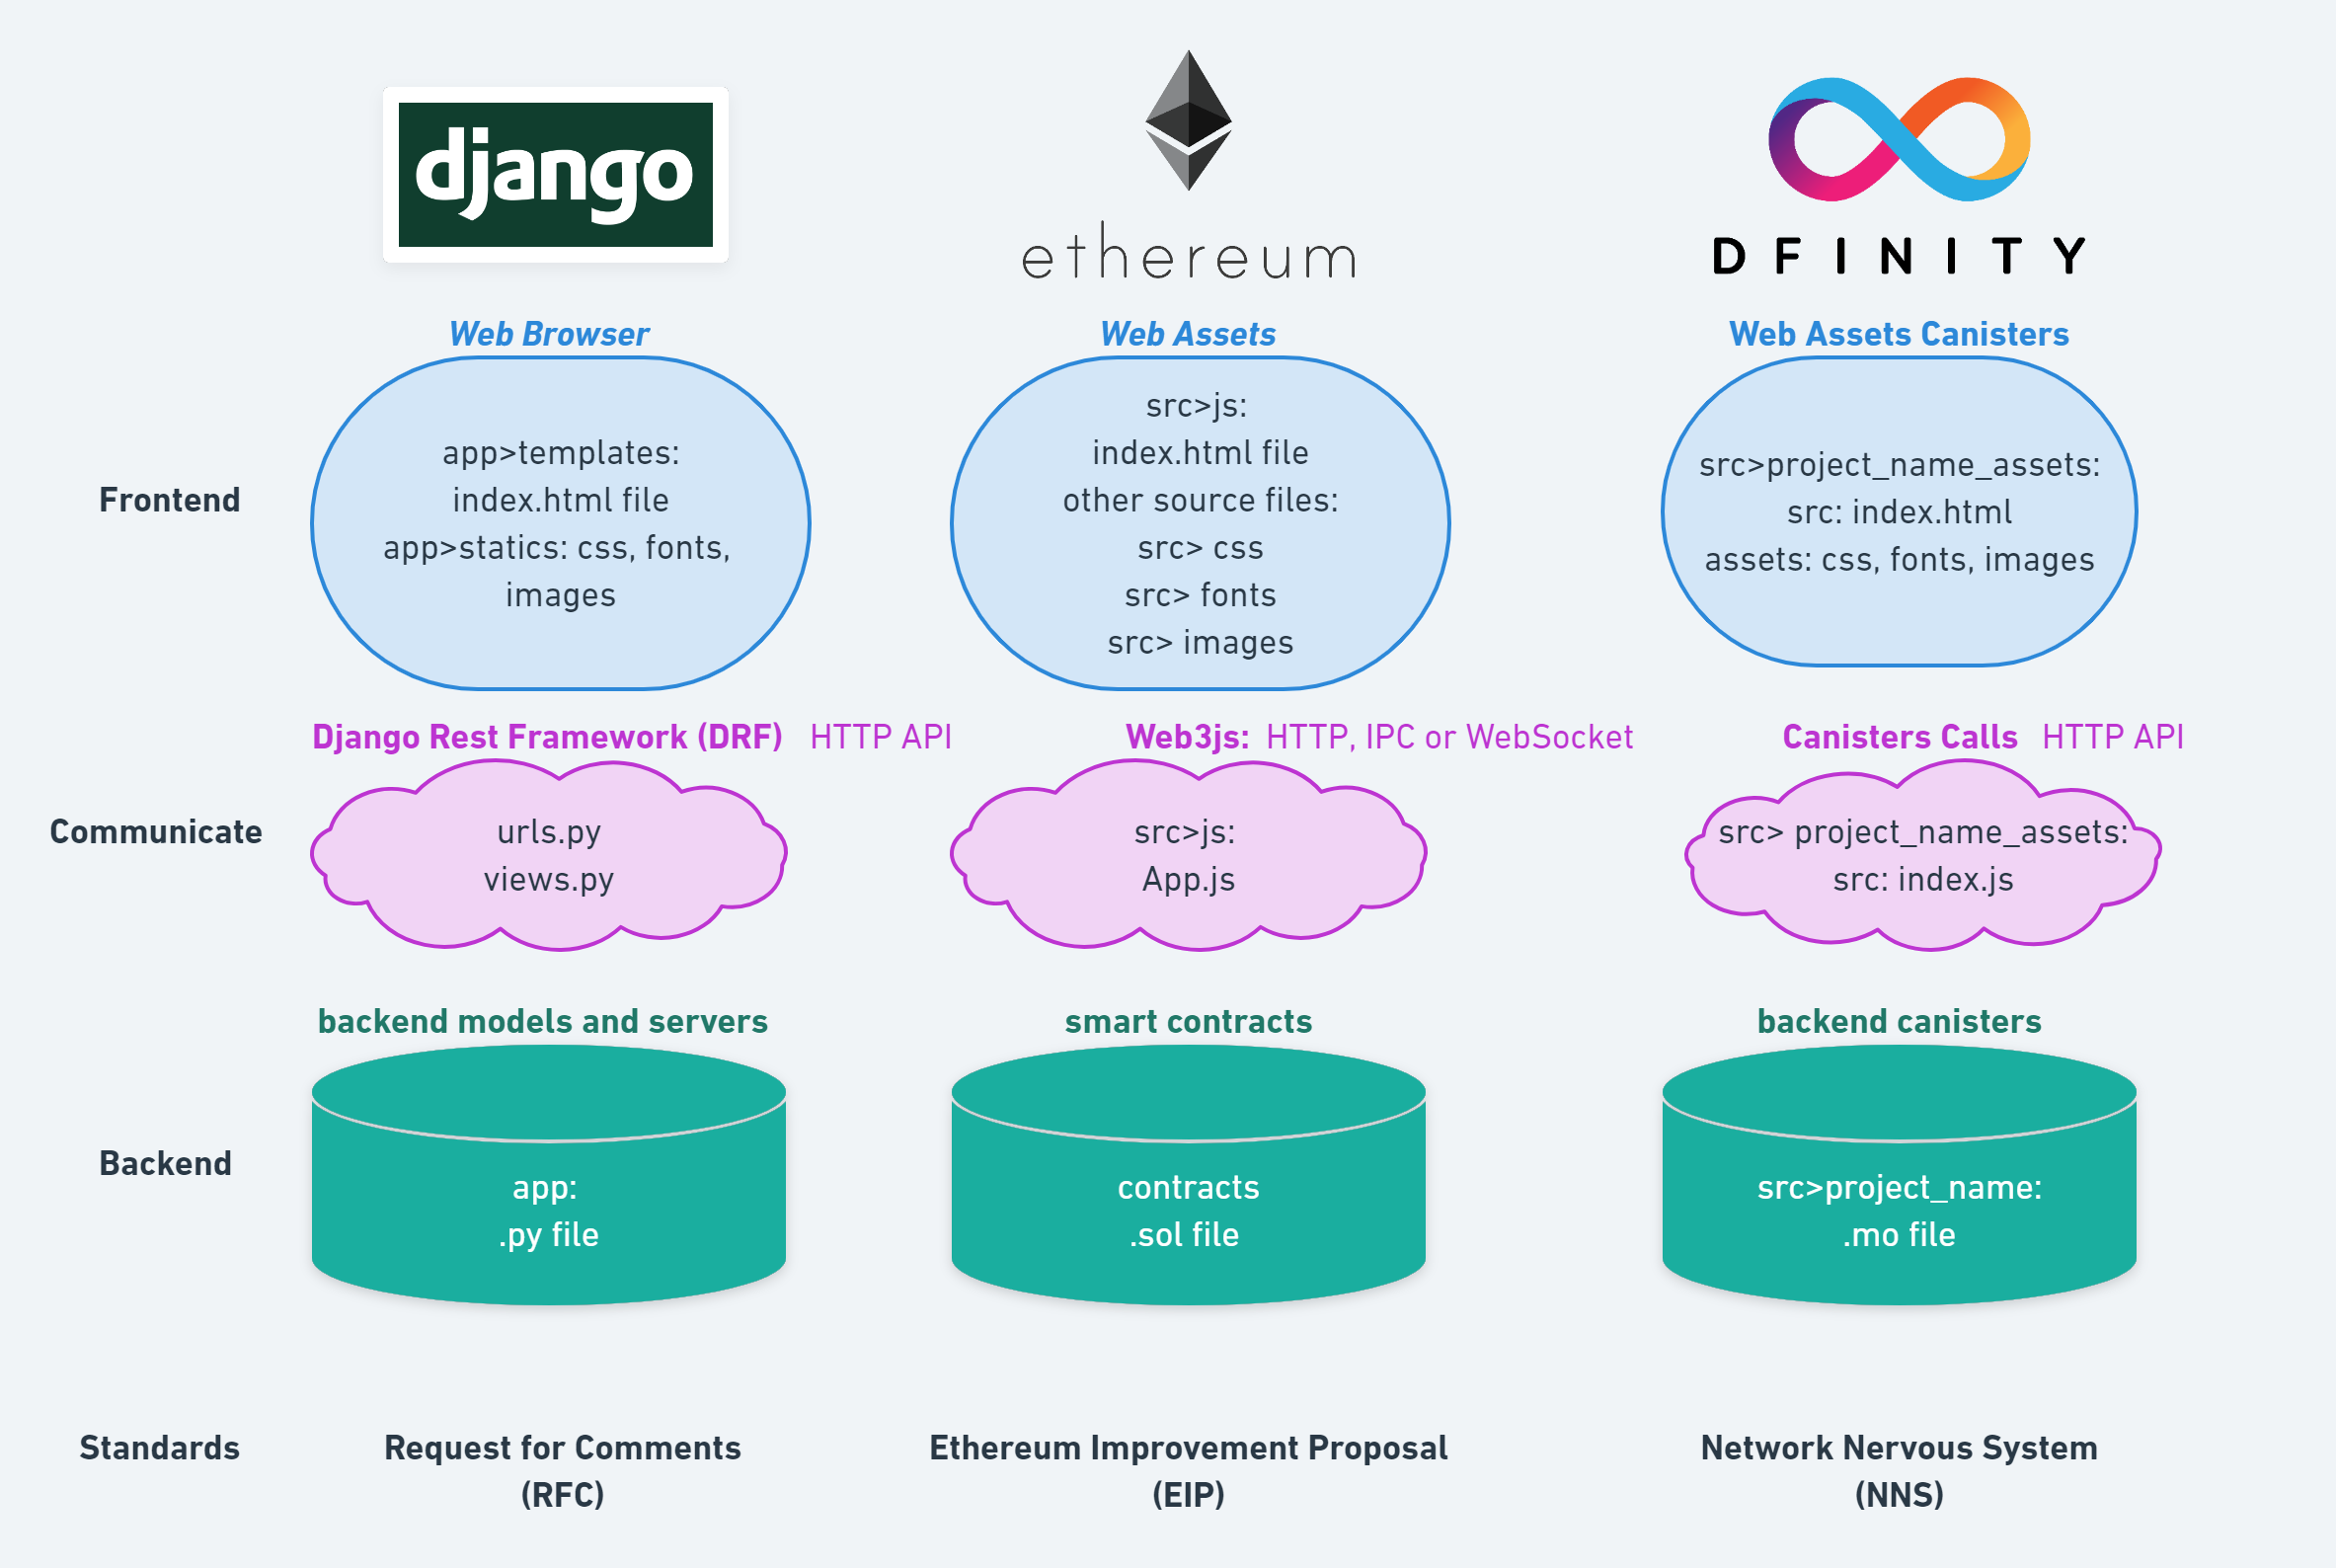 django
ethereum
DFINITY
Web Browser
Web Assets
Web Assets Canisters
Frontend
app>templates:
index.html file
app>statics: css, fonts,
images
src>js:
index.html file
other source files:
src> css
src> fonts
src> images
src>project_name_assets:
src: index.html
assets: css, fonts, images
Django Rest Framework (DRF) HTTP API
Web3js: HTTP, IPC or WebSocket
Canisters Calls HTTP API
Communicate
urls.py
views.py
src>js:
App.js
src> project_name_assets:
src: index.js
backend models and servers
smart contracts
backend canisters
Backend
app:
.py file
contracts
.sol file
src>project_name:
.mo file
Standards
Request for Comments
(RFC)
Ethereum Improvement Proposal
(EIP)
Network Nervous System
(NNS)